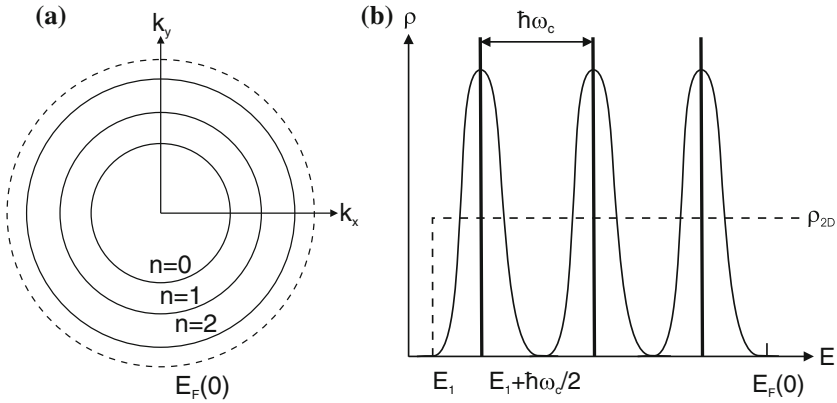 (a)
k_y
k_x
n=0
n=1
n=2
E_F(0)
(b)
ρ
ħω_c
ρ_2D
E
E_1
E_1+ħω_c/2
E_F(0)